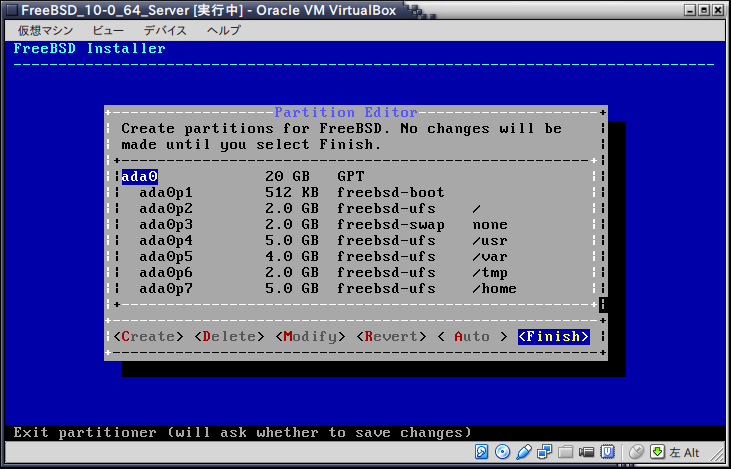 FreeBSD_10-0_64_Server [実行中] - Oracle VM VirtualBox
仮想マシン ビュー デバイス ヘルプ
FreeBSD Installer
Partition Editor
Create partitions for FreeBSD. No changes will be
made until you select Finish.
ada0 20 GB GPT
ada0p1 512 KB freebsd-boot
ada0p2 2.0 GB freebsd-ufs /
ada0p3 2.0 GB freebsd-swap none
ada0p4 5.0 GB freebsd-ufs /usr
ada0p5 4.0 GB freebsd-ufs /var
ada0p6 2.0 GB freebsd-ufs /tmp
ada0p7 5.0 GB freebsd-ufs /home
<Create> <Delete> <Modify> <Revert> < Auto > <Finish>
Exit partitioner (will ask whether to save changes)
左 Alt